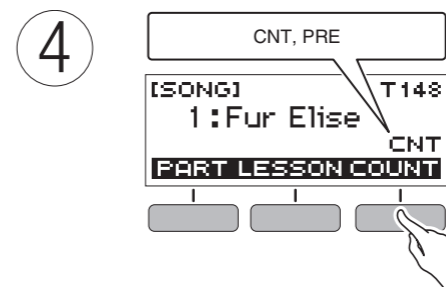 4
CNT, PRE
[SONG] T148
1:Fur Elise
CNT
PART LESSON COUNT